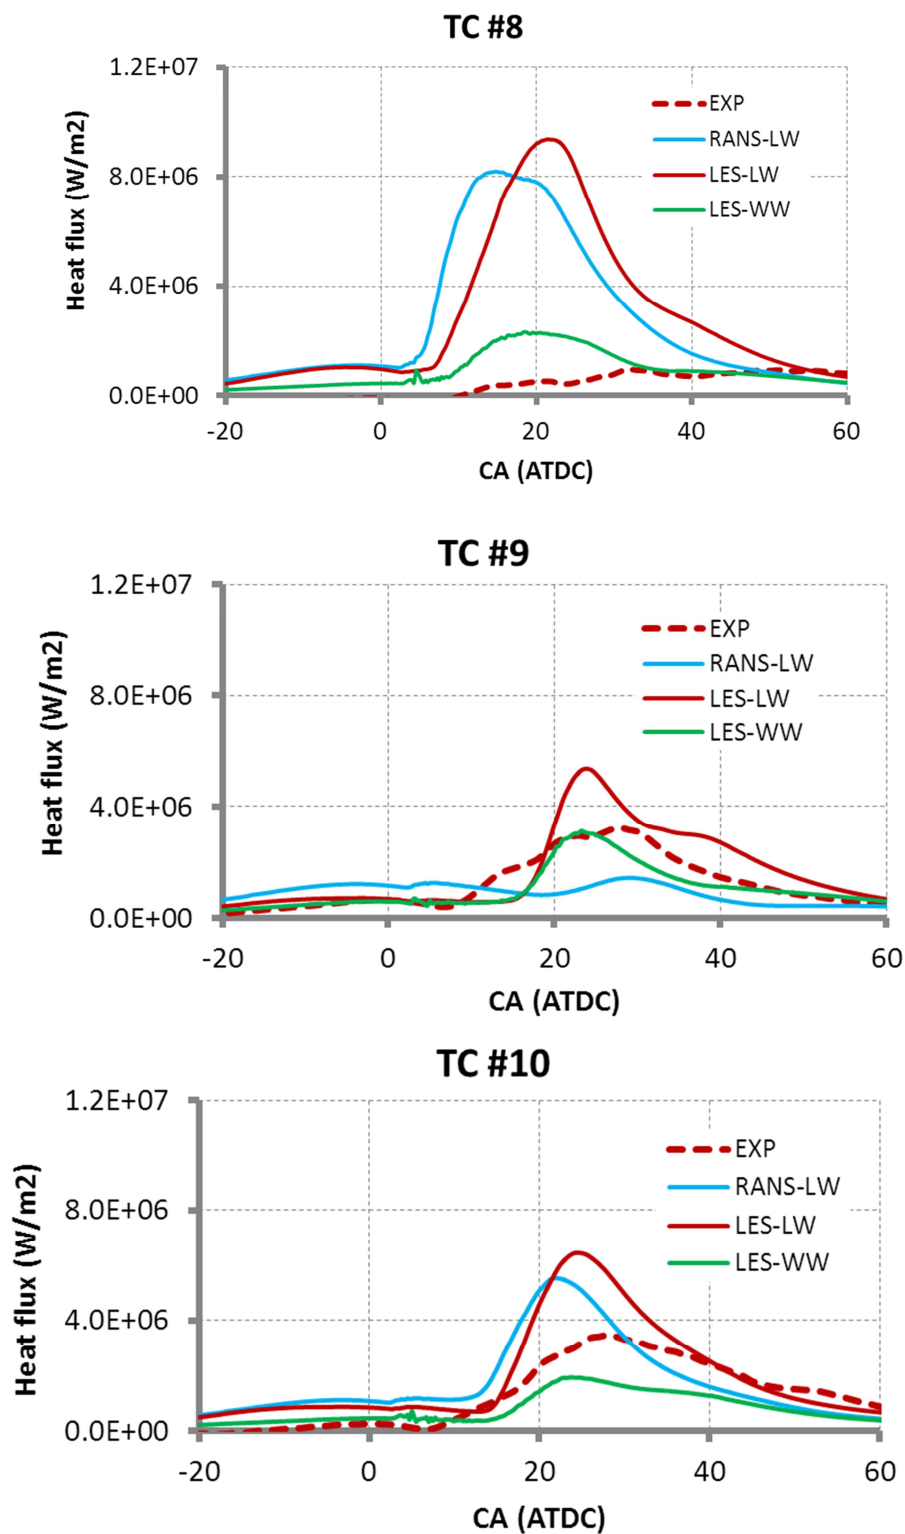 TC #8
1.2E+07
8.0E+06
4.0E+06
0.0E+00
Heat flux (W/m2)
EXP
RANS-LW
LES-LW
LES-WW
-20 0 20 40 60
CA (ATDC)
TC #9
1.2E+07
8.0E+06
4.0E+06
0.0E+00
Heat flux (W/m2)
EXP
RANS-LW
LES-LW
LES-WW
-20 0 20 40 60
CA (ATDC)
TC #10
1.2E+07
8.0E+06
4.0E+06
0.0E+00
Heat flux (W/m2)
EXP
RANS-LW
LES-LW
LES-WW
-20 0 20 40 60
CA (ATDC)